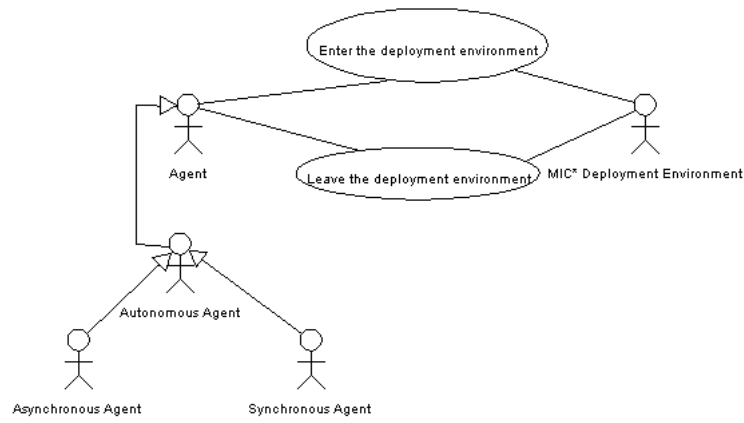 Enter the deployment environment
Agent
Leave the deployment environment
MIC* Deployment Environment
Autonomous Agent
Asynchronous Agent
Synchronous Agent